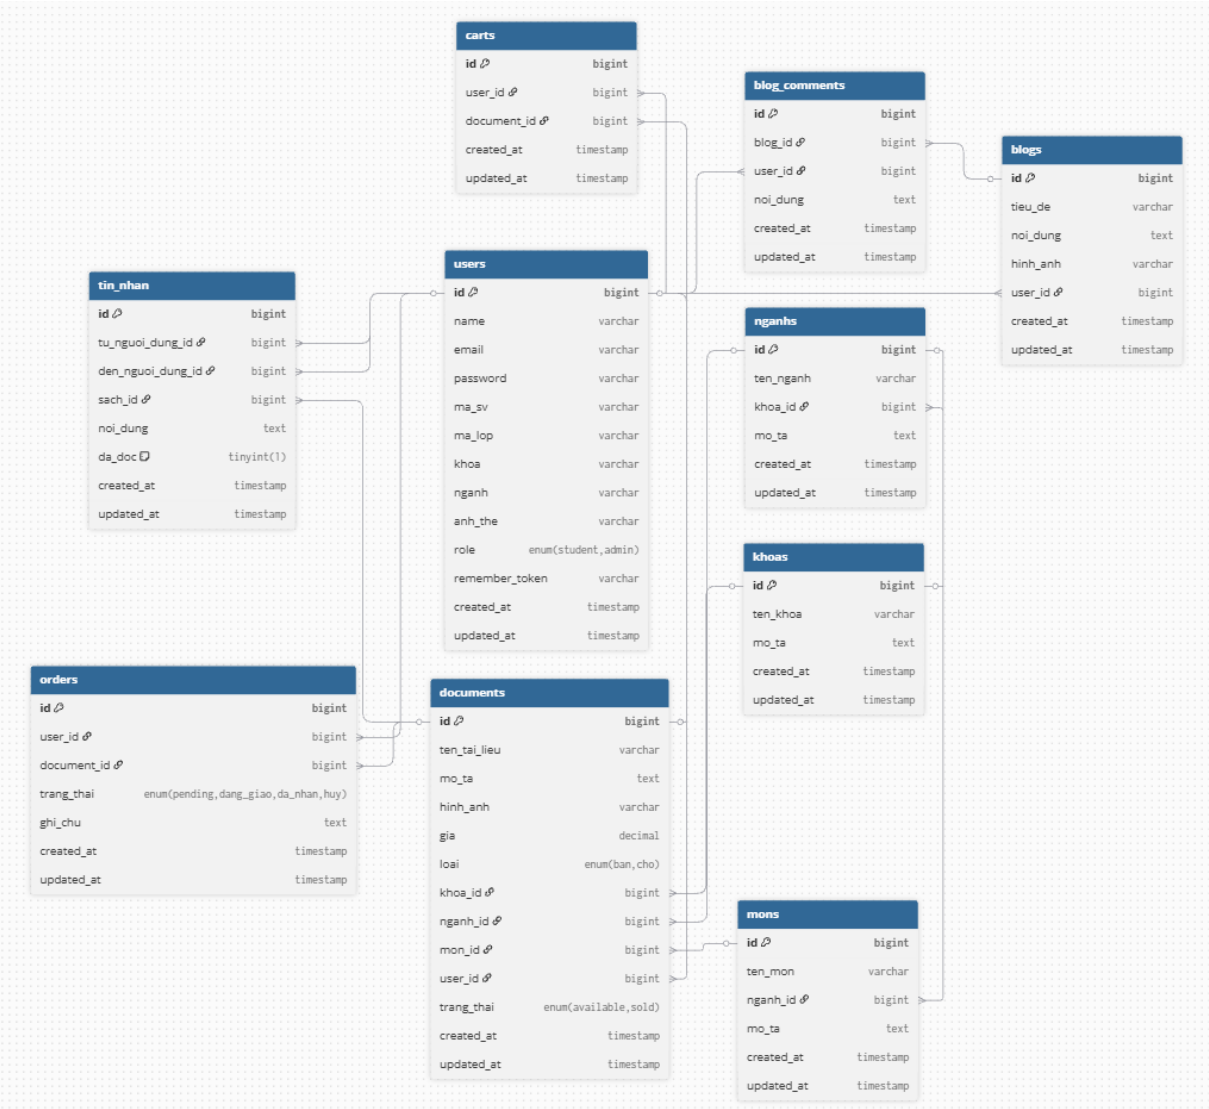 carts
id bigint
user_id bigint
document_id bigint
created_at timestamp
updated_at timestamp
blog_comments
id bigint
blog_id bigint
user_id bigint
noi_dung text
created_at timestamp
updated_at timestamp
blogs
id bigint
tieu_de varchar
noi_dung text
hinh_anh varchar
user_id bigint
created_at timestamp
updated_at timestamp
tin_nhan
id bigint
tu_nguoi_dung_id bigint
den_nguoi_dung_id bigint
sach_id bigint
noi_dung text
da_doc tinyint(1)
created_at timestamp
updated_at timestamp
users
id bigint
name varchar
email varchar
password varchar
ma_sv varchar
ma_lop varchar
khoa varchar
nganh varchar
anh_the varchar
role enum(student,admin)
remember_token varchar
created_at timestamp
updated_at timestamp
nganhs
id bigint
ten_nganh varchar
khoa_id bigint
mo_ta text
created_at timestamp
updated_at timestamp
khoas
id bigint
ten_khoa varchar
mo_ta text
created_at timestamp
updated_at timestamp
orders
id bigint
user_id bigint
document_id bigint
trang_thai enum(pending,dang_giao,da_nhan,huy)
ghi_chu text
created_at timestamp
updated_at timestamp
documents
id bigint
ten_tai_lieu varchar
mo_ta text
hinh_anh varchar
gia decimal
loai enum(ban,cho)
khoa_id bigint
nganh_id bigint
mon_id bigint
user_id bigint
trang_thai enum(available,sold)
created_at timestamp
updated_at timestamp
mons
id bigint
ten_mon varchar
nganh_id bigint
mo_ta text
created_at timestamp
updated_at timestamp